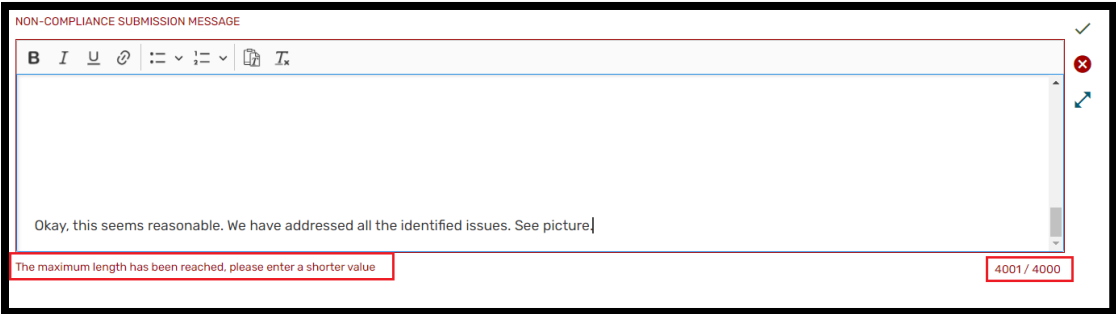 NON-COMPLIANCE SUBMISSION MESSAGE
B I U
Okay, this seems reasonable. We have addressed all the identified issues. See picture.
The maximum length has been reached, please enter a shorter value
4001 / 4000